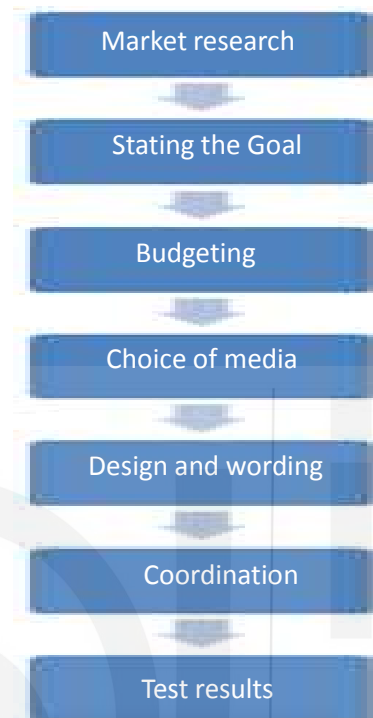 Market research
Stating the Goal
Budgeting
Choice of media
Design and wording
Coordination
Test results